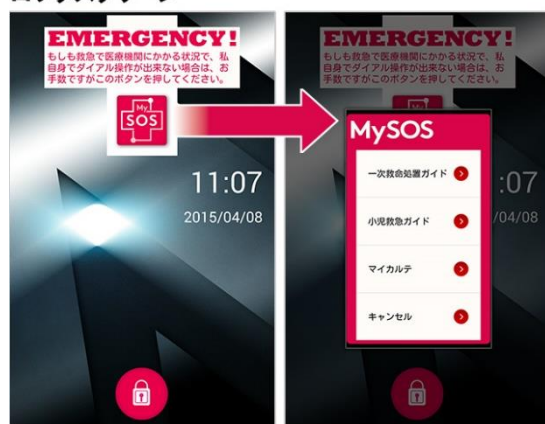 EMERGENCY!
もしも救急で医療機関にかかる状況で、私
自身でダイアル操作が出来ない場合は、お
手数ですがこのボタンを押してください。
My
SOS
11:07
2015/04/08
EMERGENCY!
もしも救急で医療機関にかかる状況で、私
自身でダイアル操作が出来ない場合は、お
手数ですがこのボタンを押してください。
MySOS
一次救命処置ガイド
小児救急ガイド
マイカルテ
キャンセル
:07
/04/08